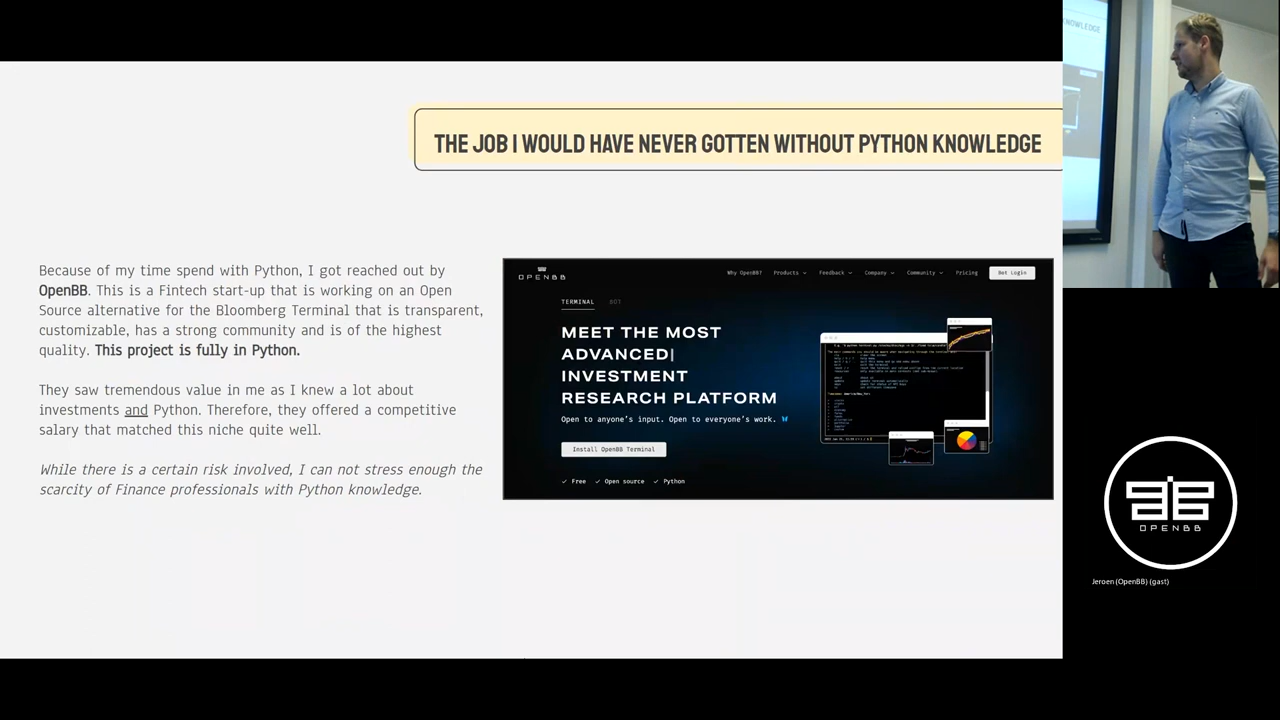 THE JOB I WOULD HAVE NEVER GOTTEN WITHOUT PYTHON KNOWLEDGE
Because of my time spend with Python, I got reached out by
OpenBB. This is a Fintech start-up that is working on an Open
Source alternative for the Bloomberg Terminal that is transparent,
customizable, has a strong community and is of the highest
quality. This project is fully in Python.
They saw tremendous value in me as I knew a lot about
investments and Python. Therefore, they offered a competitive
salary that matched this niche quite well.
While there is a certain risk involved, I can not stress enough the
scarcity of Finance professionals with Python knowledge.
OPENBB
Why OpenBB? Products Feedback Company Community Pricing Bot Login
TERMINAL BOT
MEET THE MOST
ADVANCED|
INVESTMENT
RESEARCH PLATFORM
Open to anyone's input. Open to everyone's work.
Install OpenBB Terminal
✓ Free ✓ Open source ✓ Python
KNOWLEDGE
OPENBB
Jeroen (OpenBB) (gast)